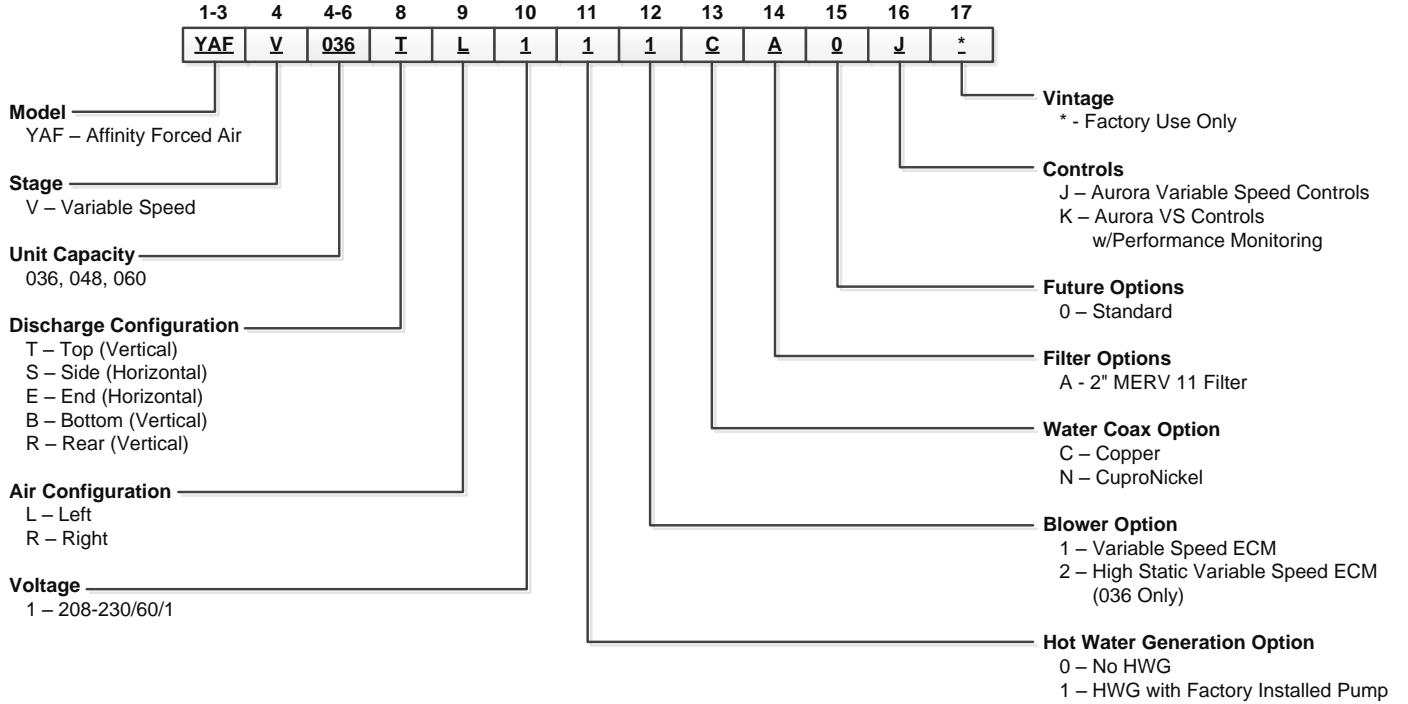 1-3 4 4-6 8 9 10 11 12 13 14 15 16 17
YAF V 036 T L 1 1 1 C A 0 J *
Model
YAF – Affinity Forced Air
Stage
V – Variable Speed
Unit Capacity
036, 048, 060
Discharge Configuration
T – Top (Vertical)
S – Side (Horizontal)
E – End (Horizontal)
B – Bottom (Vertical)
R – Rear (Vertical)
Air Configuration
L – Left
R – Right
Voltage
1 – 208-230/60/1
Vintage
* - Factory Use Only
Controls
J – Aurora Variable Speed Controls
K – Aurora VS Controls
w/Performance Monitoring
Future Options
0 – Standard
Filter Options
A - 2" MERV 11 Filter
Water Coax Option
C – Copper
N – CuproNickel
Blower Option
1 – Variable Speed ECM
2 – High Static Variable Speed ECM
(036 Only)
Hot Water Generation Option
0 – No HWG
1 – HWG with Factory Installed Pump